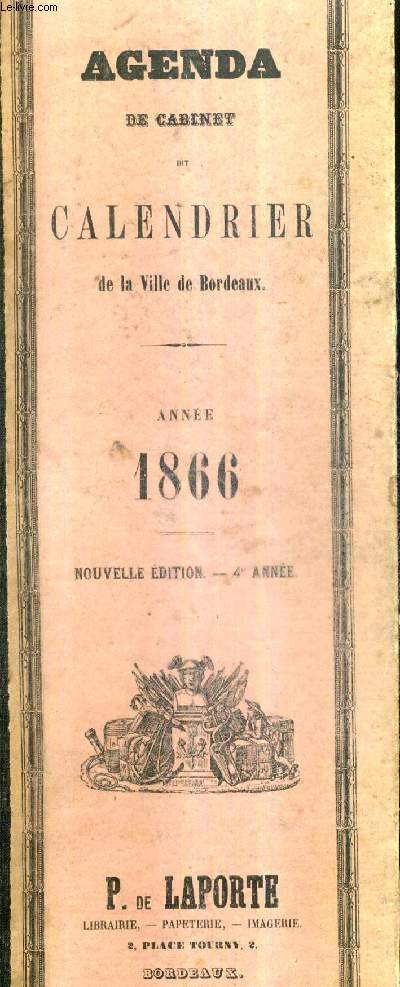 Le-livre.com
AGENDA
DE CABINET
DIT
CALENDRIER
de la Ville de Bordeaux.
ANNÉE
1866
NOUVELLE ÉDITION. — 4e ANNÉE.
P. DE LAPORTE
LIBRAIRIE, — PAPETERIE, — IMAGERIE.
2, PLACE TOURNY, 2.
BORDEAUX.